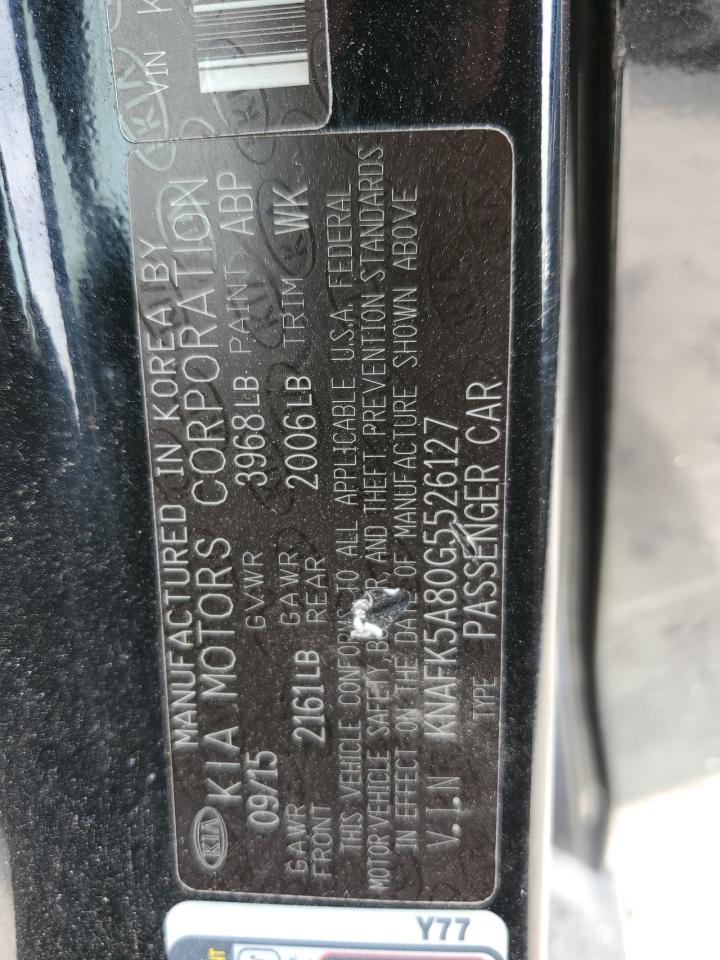 VIN K
MANUFACTURED IN KOREA BY
KIA KIA MOTORS CORPORATION
09/15 GVWR 3968LB PAINT ABP
GAWR FRONT 2161LB GAWR REAR 2006LB TRIM WK
THIS VEHICLE CONFORMS TO ALL APPLICABLE U.S.A. FEDERAL
MOTOR VEHICLE SAFETY, B R, AND THEFT PREVENTION STANDARDS
IN EFFECT ON THE DATE OF MANUFACTURE SHOWN ABOVE
V.I.N KNAFK5A80G5526127
TYPE PASSENGER CAR
Y77
NT